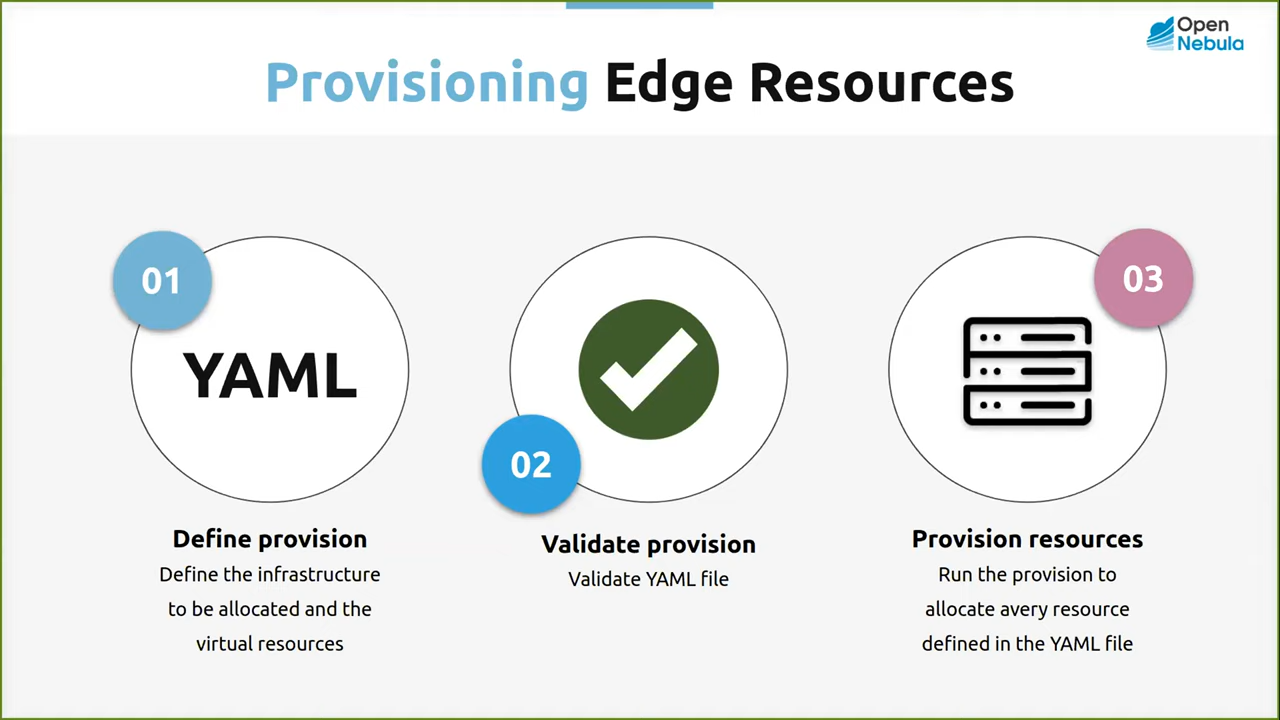 Open
Nebula
Provisioning Edge Resources
01
YAML
Define provision
Define the infrastructure
to be allocated and the
virtual resources
02
Validate provision
Validate YAML file
03
Provision resources
Run the provision to
allocate avery resource
defined in the YAML file